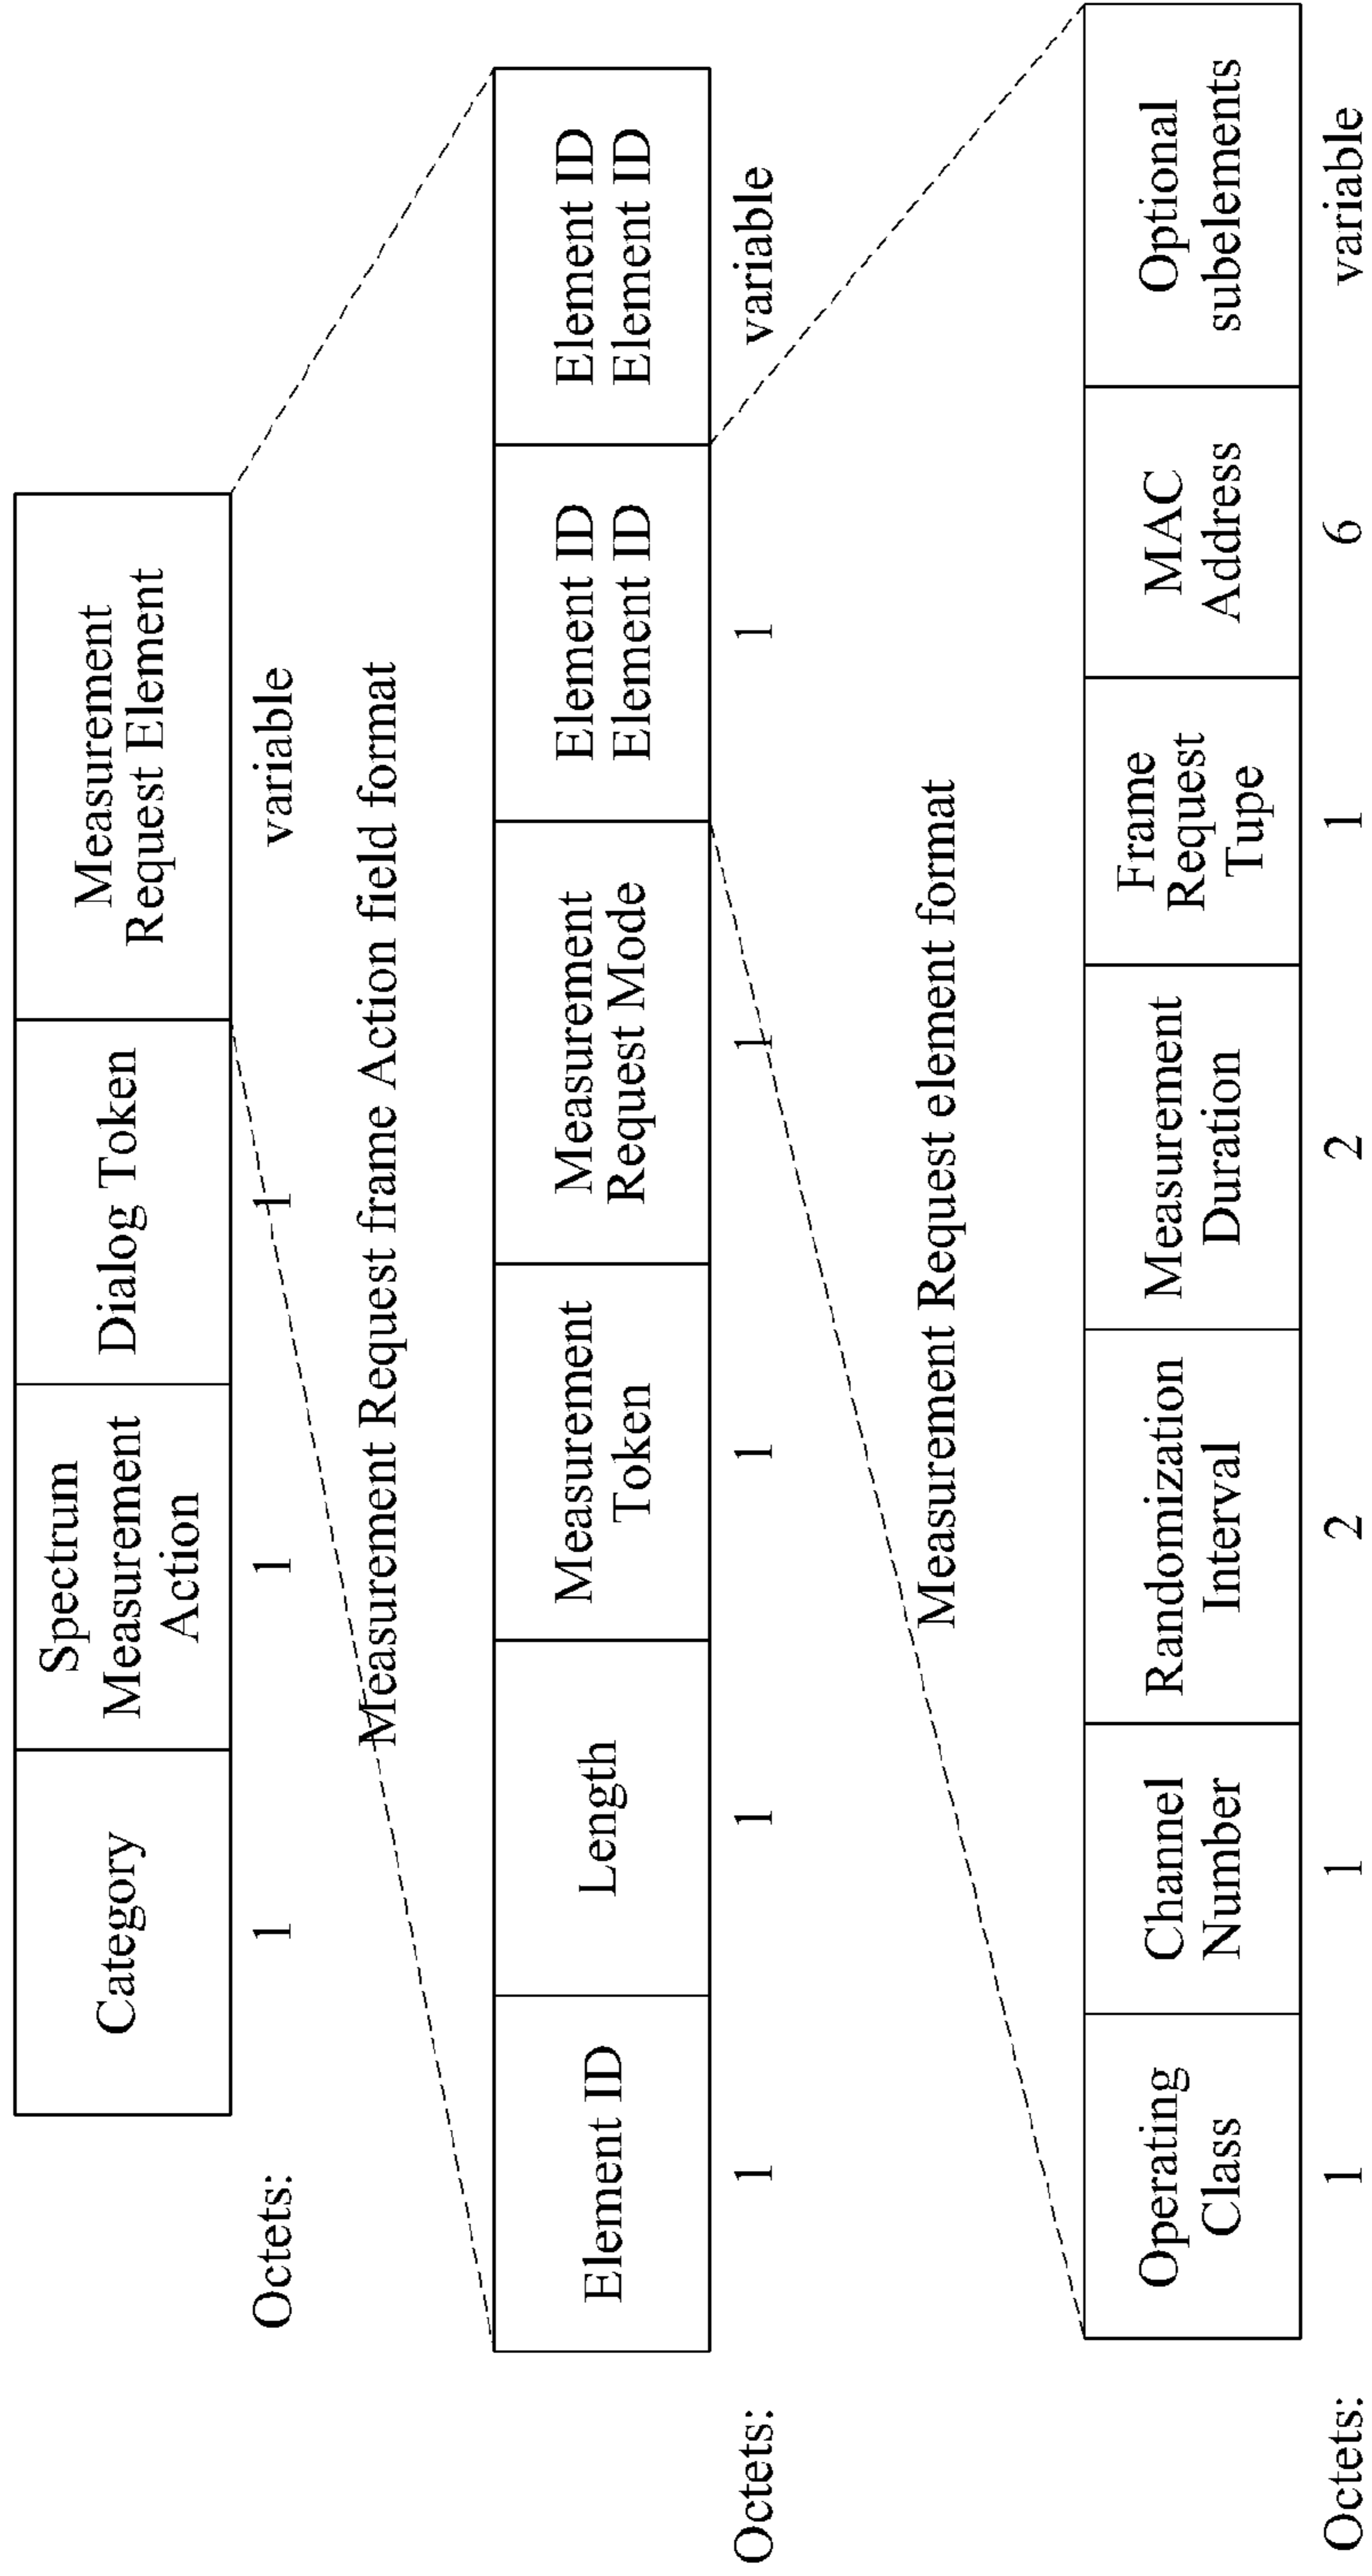 Category
Spectrum
Measurement
Action
Dialog Token
Measurement
Request Element
Octets:
1
1
1
variable
Measurement Request frame Action field format
Element ID
Length
Measurement
Token
Measurement
Request Mode
Element ID
Element ID
Element ID
Element ID
Octets:
1
1
1
1
1
variable
Measurement Request element format
Operating
Class
Channel
Number
Randomization
Interval
Measurement
Duration
Frame
Request
Tupe
MAC
Address
Optional
subelements
Octets:
1
1
2
2
1
6
variable